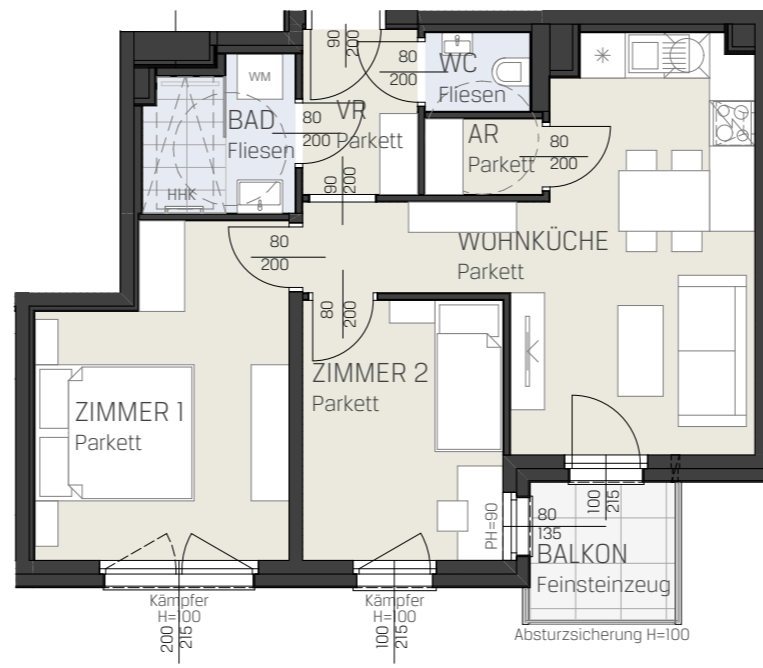 90
200
80
200
WC
Fliesen
WM
BAD
Fliesen
80
200
VR
Parkett
AR
Parkett
80
200
HHK
90
200
80
200
WOHNKÜCHE
Parkett
80
200
ZIMMER 1
Parkett
ZIMMER 2
Parkett
100
215
PH=90
80
135
BALKON
Feinsteinzeug
Kämpfer
H=100
200
215
Kämpfer
H=100
100
215
Absturzsicherung H=100